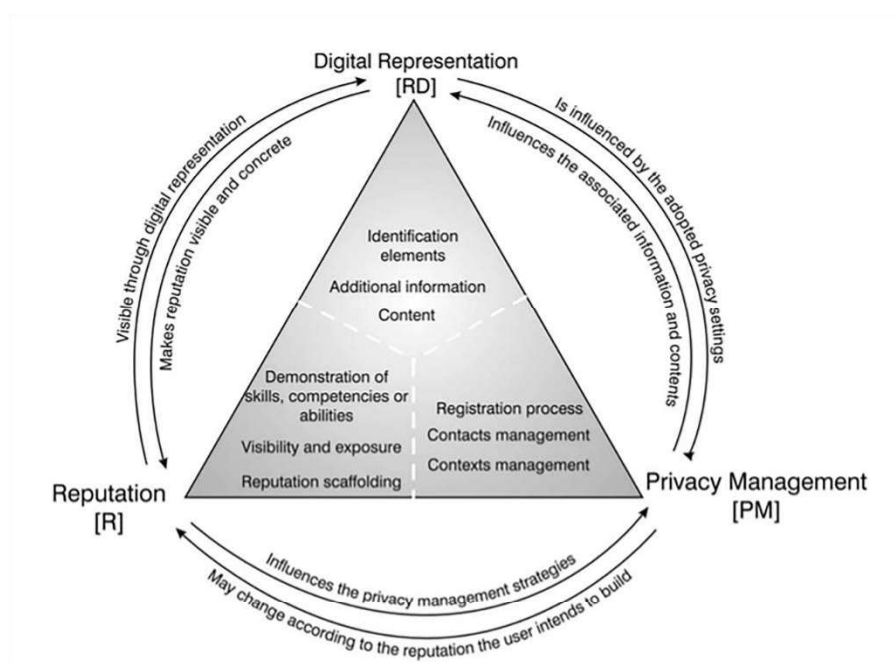 Digital Representation
[RD]
Is influenced by the adopted privacy settings
Influences the associated information and contents
Visible through digital representation
Makes reputation visible and concrete
Identification
elements
Additional information
Content
Demonstration of
skills, competencies or
abilities
Visibility and exposure
Reputation scaffolding
Registration process
Contacts management
Contexts management
Reputation
[R]
Privacy Management
[PM]
Influences the privacy management strategies
May change according to the reputation the user intends to build